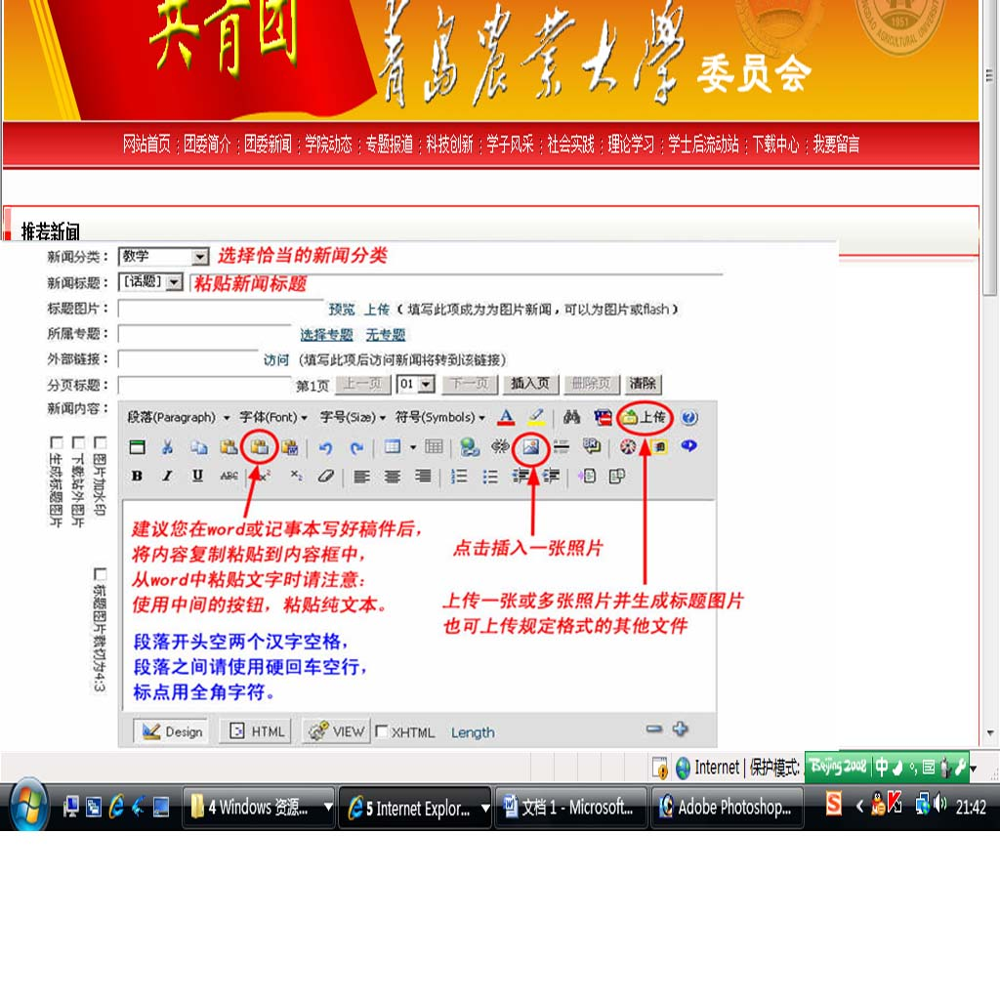 共青团
青岛农业大学 委员会
1951
AGRICULTURAL UNIVERSITY
网站首页 | 团委简介 | 团委新闻 | 学院动态 | 专题报道 | 科技创新 | 学子风采 | 社会实践 | 理论学习 | 学士后流动站 | 下载中心 | 我要留言
推荐新闻
新闻分类： 教学 选择恰当的新闻分类
新闻标题： [话题] 粘贴新闻标题
标题图片： 预览 上传 ( 填写此项成为为图片新闻，可以为图片或flash )
所属专题： 选择专题 无专题
外部链接： 访问 (填写此项后访问新闻将转到该链接)
分页标题： 第1页 上一页 01 下一页 插入页 删除页 清除
新闻内容：
段落(Paragraph) 字体(Font) 字号(Size) 符号(Symbols) A 上传
B I U ABC x² x₂
图片加水印
下载站外图片
生成标题图片
标题图片裁切为4:3
建议您在word或记事本写好稿件后，
将内容复制粘贴到内容框中，
从word中粘贴文字时请注意：
使用中间的按钮，粘贴纯文本。
点击插入一张照片
上传一张或多张照片并生成标题图片
也可上传规定格式的其他文件
段落开头空两个汉字空格，
段落之间请使用硬回车空行，
标点用全角字符。
Design HTML VIEW XHTML Length
Internet | 保护模式: Beijing 2008 中
4 Windows 资源... 5 Internet Explor... 文档 1 - Microsoft... Adobe Photoshop... S 21:42